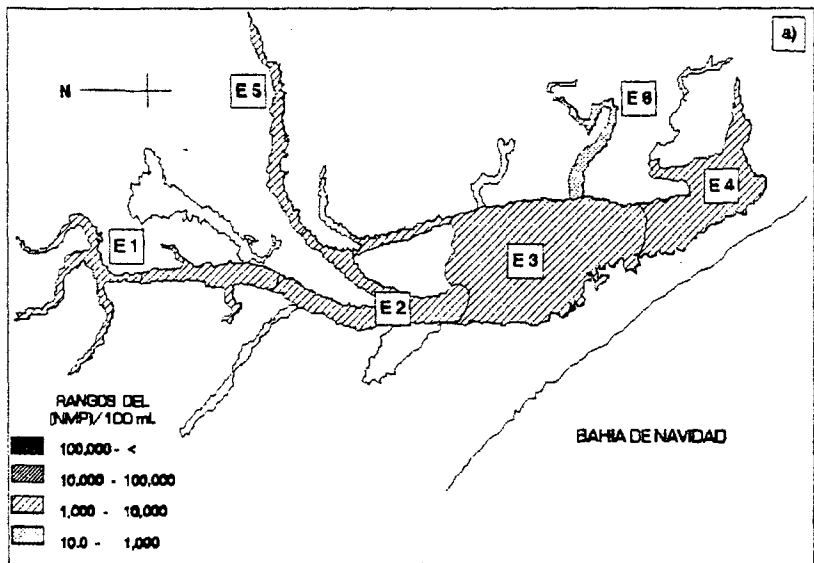 a)
N
E 5
E 6
E 4
E 1
E 3
E 2
RANGOS DEL
(NMP)/100 ml.
100,000 - <
10,000 - 100,000
1,000 - 10,000
10.0 - 1,000
BAHIA DE NAVIDAD